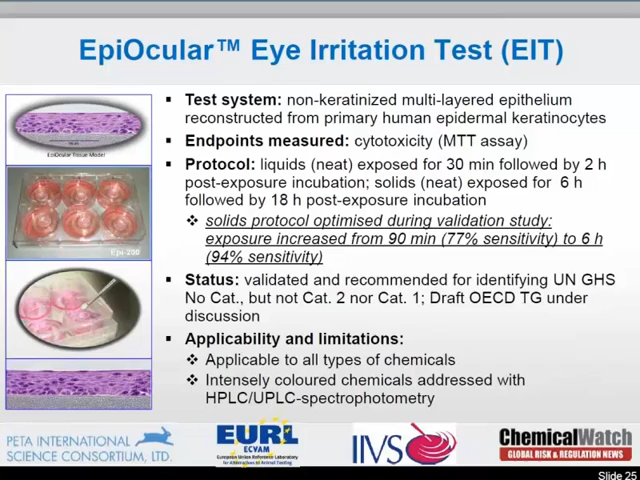 EpiOcular™ Eye Irritation Test (EIT)
EpiOcular Tissue Model
Epi-200
▪ Test system: non-keratinized multi-layered epithelium
reconstructed from primary human epidermal keratinocytes
▪ Endpoints measured: cytotoxicity (MTT assay)
▪ Protocol: liquids (neat) exposed for 30 min followed by 2 h
post-exposure incubation; solids (neat) exposed for 6 h
followed by 18 h post-exposure incubation
❖ solids protocol optimised during validation study:
exposure increased from 90 min (77% sensitivity) to 6 h
(94% sensitivity)
▪ Status: validated and recommended for identifying UN GHS
No Cat., but not Cat. 2 nor Cat. 1; Draft OECD TG under
discussion
▪ Applicability and limitations:
❖ Applicable to all types of chemicals
❖ Intensely coloured chemicals addressed with
HPLC/UPLC-spectrophotometry
PETA INTERNATIONAL
SCIENCE CONSORTIUM, LTD.
EURL
ECVAM
European Union Reference Laboratory
for Alternatives to Animal Testing
IIVS
ChemicalWatch
GLOBAL RISK & REGULATION NEWS
Slide 25